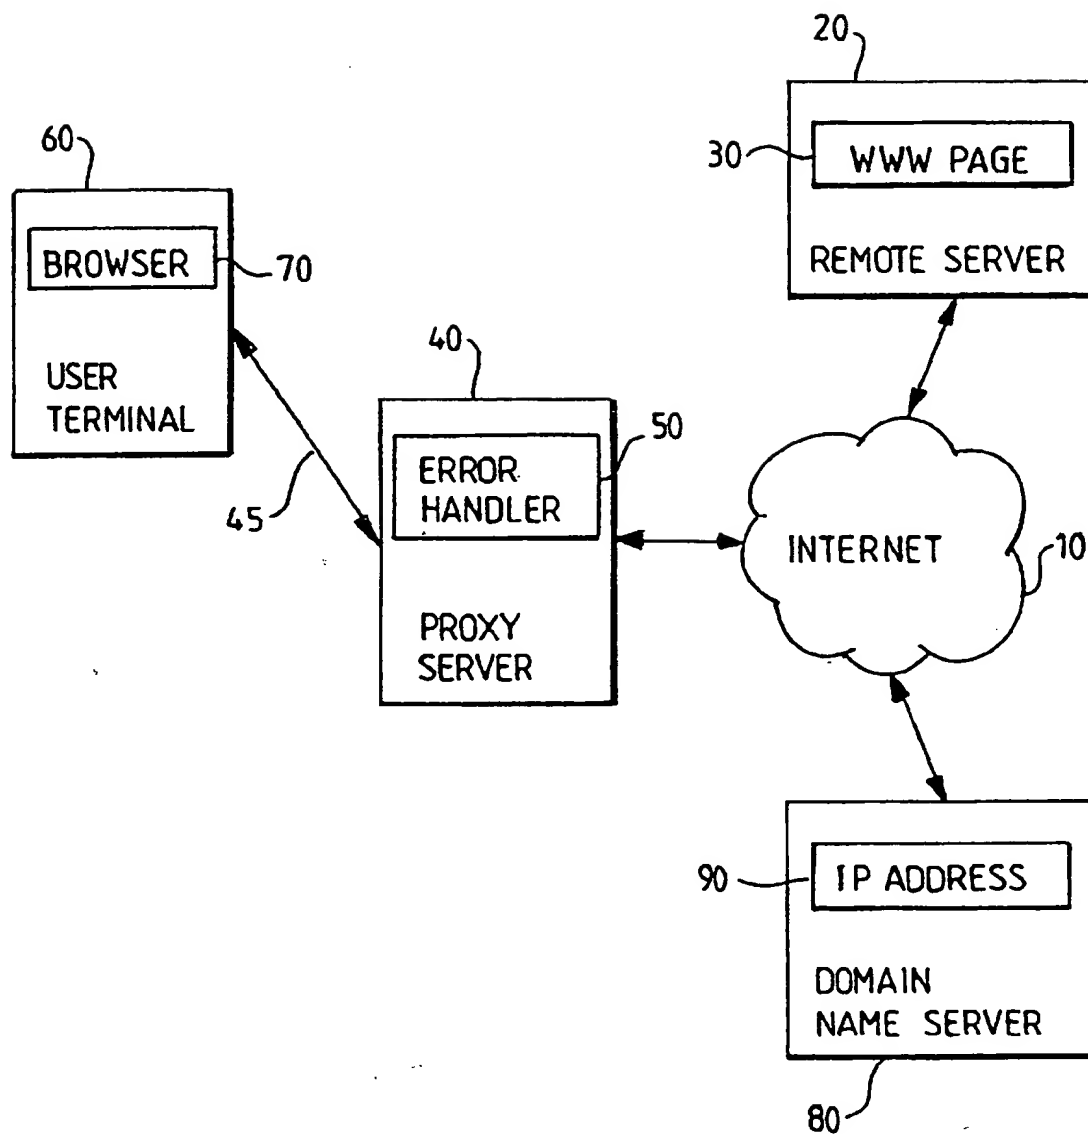 20
60
30
WWW PAGE
BROWSER
70
REMOTE SERVER
40
USER
TERMINAL
50
ERROR
HANDLER
45
INTERNET
10
PROXY
SERVER
90
IP ADDRESS
DOMAIN
NAME SERVER
80